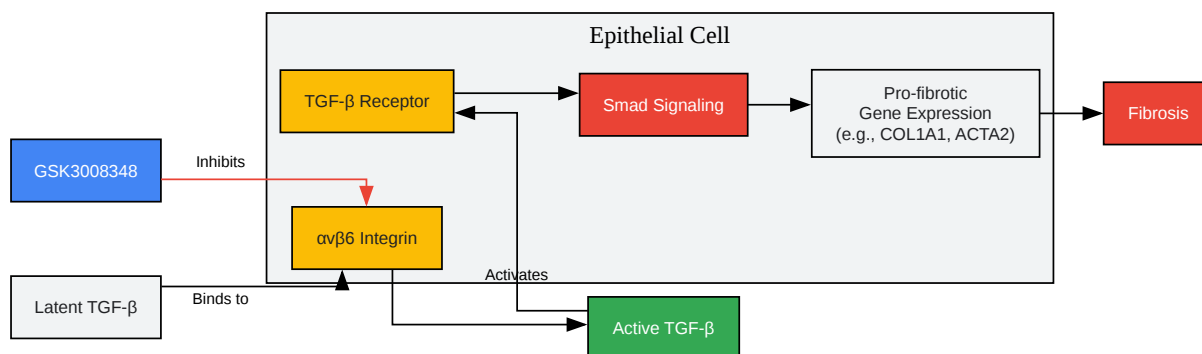 Epithelial Cell
TGF-β Receptor
Smad Signaling
Pro-fibrotic
Gene Expression
(e.g., COL1A1, ACTA2)
Fibrosis
GSK3008348
Inhibits
αvβ6 Integrin
Latent TGF-β
Binds to
Activates
Active TGF-β